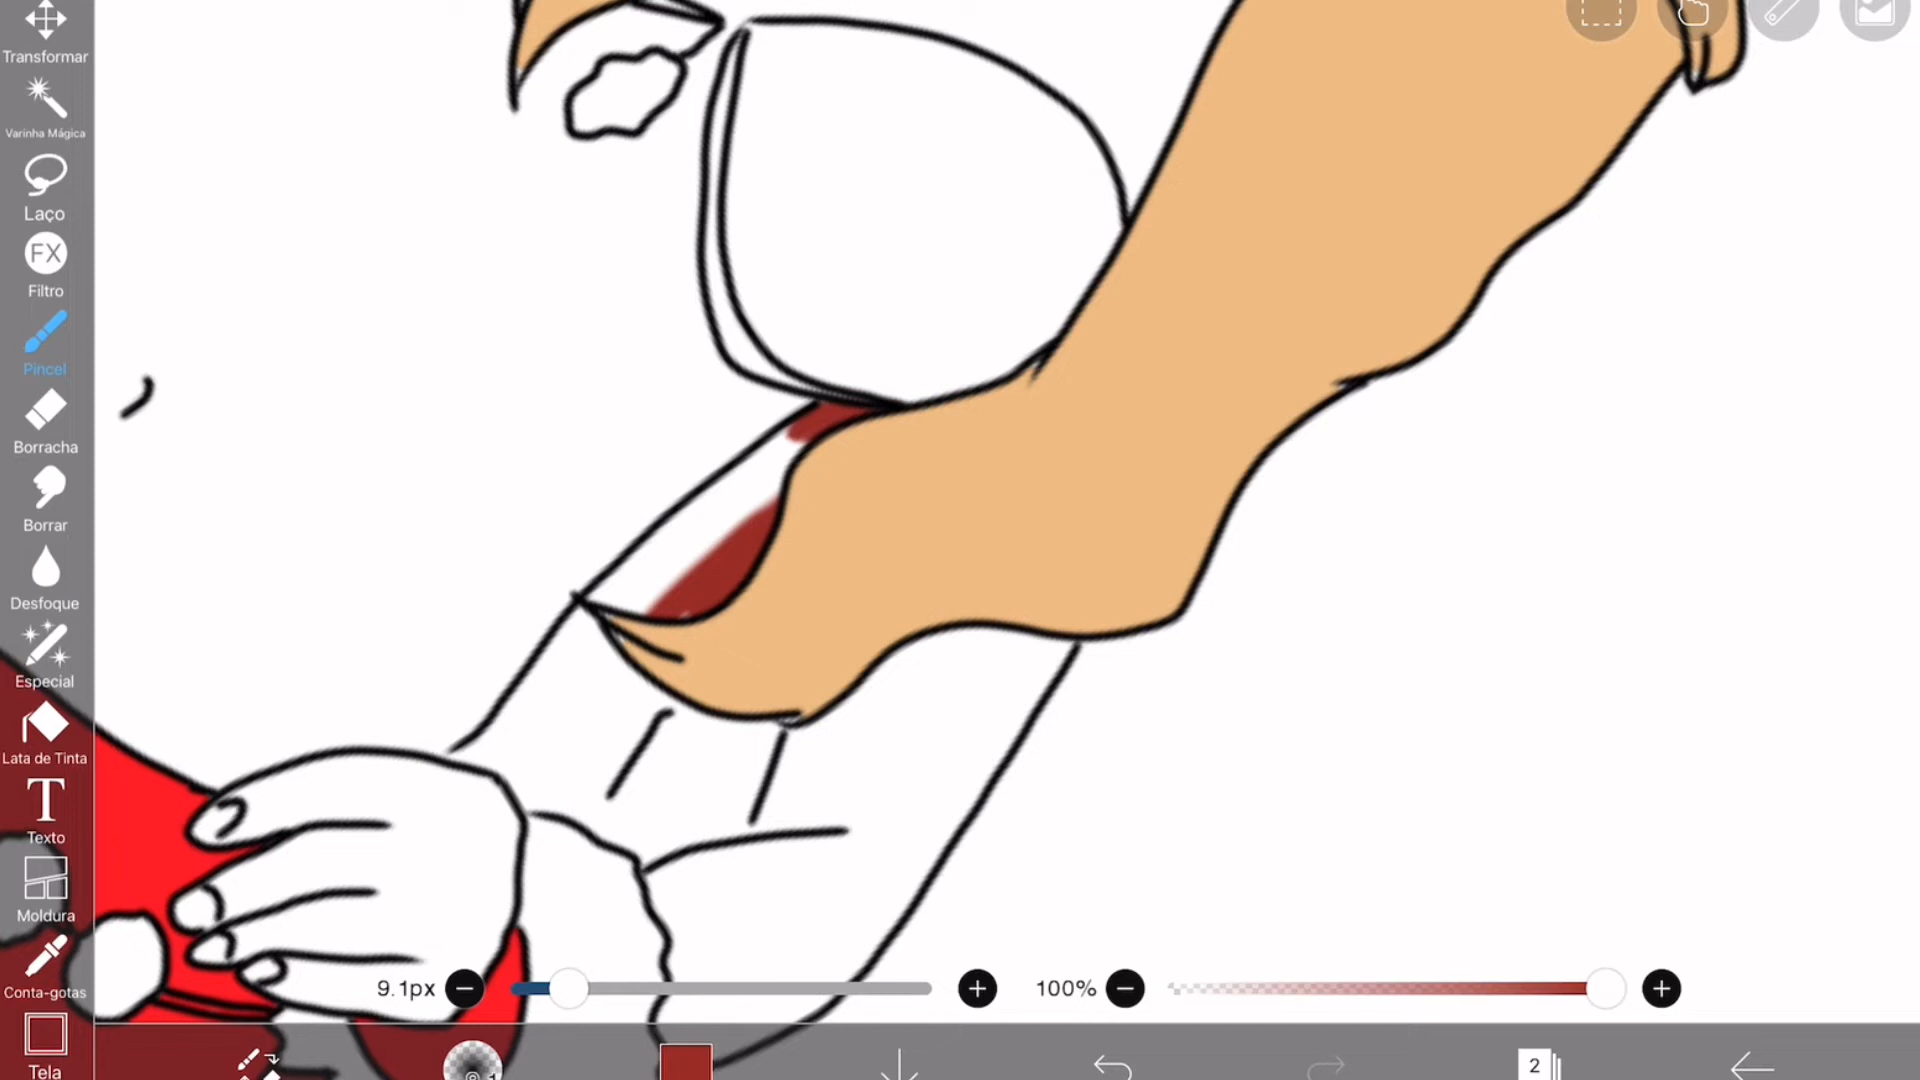 Transformar
Varinha Mágica
Laço
FX
Filtro
Pincel
Borracha
Borrar
Desfoque
Especial
Lata de Tinta
T
Texto
Moldura
Conta-gotas
Tela
9.1px
100%
2